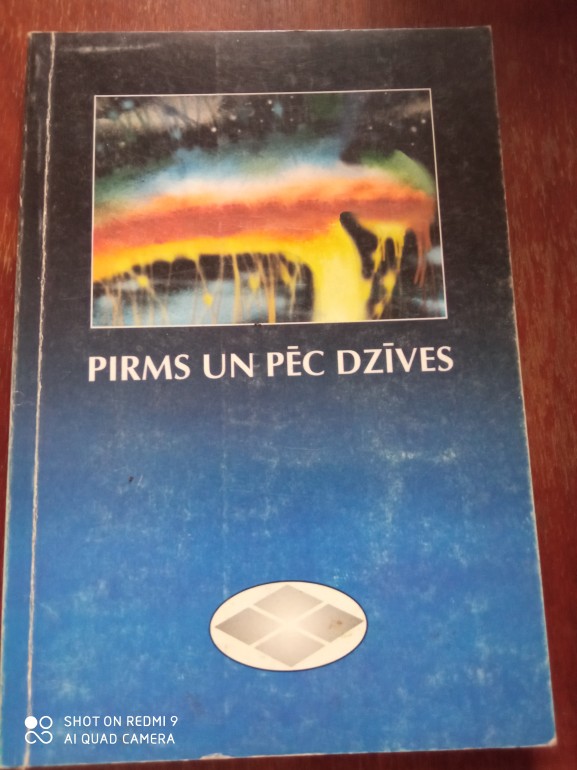 PIRMS UN PĒC DZĪVES
SHOT ON REDMI 9
AI QUAD CAMERA